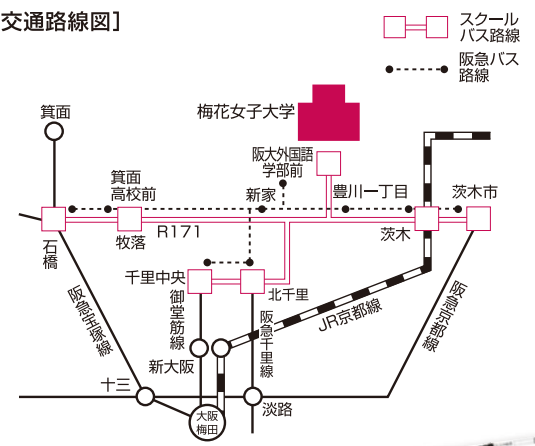 交通路線図]
スクール
バス路線
阪急バス
路線
箕面
梅花女子大学
阪大外国語
学部前
箕面
高校前
新家
豊川一丁目
茨木市
石橋
牧落
R171
茨木
千里中央
北千里
御堂筋線
阪急千里線
阪急宝塚線
JR京都線
阪急京都線
新大阪
十三
大阪
梅田
淡路